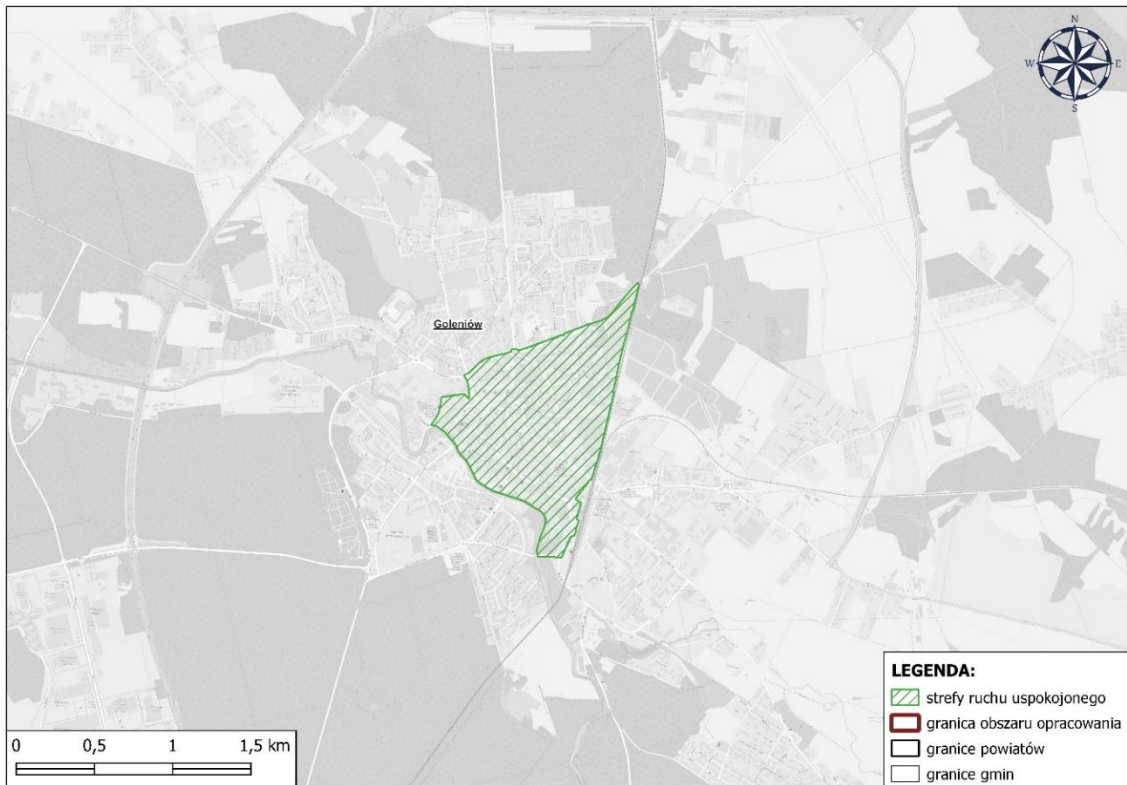 N
W
E
S
Goleniów
0 0,5 1 1,5 km
LEGENDA:
strefy ruchu uspokojonego
granica obszaru opracowania
granice powiatów
granice gmin